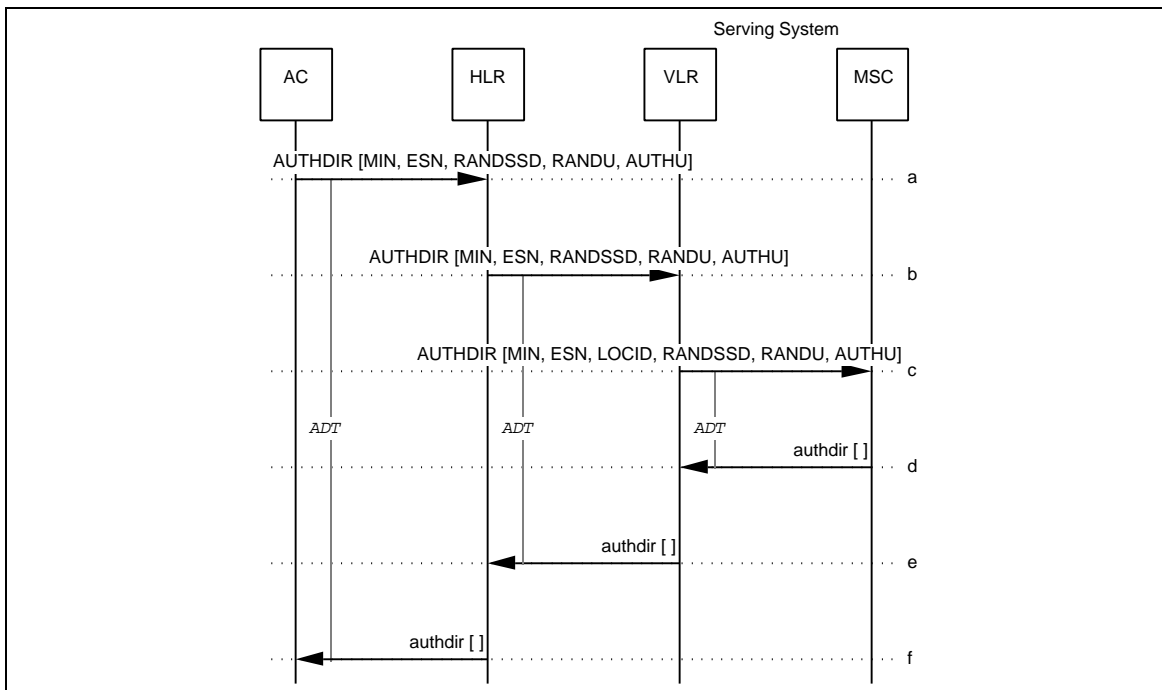 Serving System
AC
HLR
VLR
MSC
AUTHDIR [MIN, ESN, RANDSSD, RANDU, AUTHU]
a
AUTHDIR [MIN, ESN, RANDSSD, RANDU, AUTHU]
b
AUTHDIR [MIN, ESN, LOCID, RANDSSD, RANDU, AUTHU]
c
ADT
ADT
ADT
authdir [ ]
d
authdir [ ]
e
authdir [ ]
f